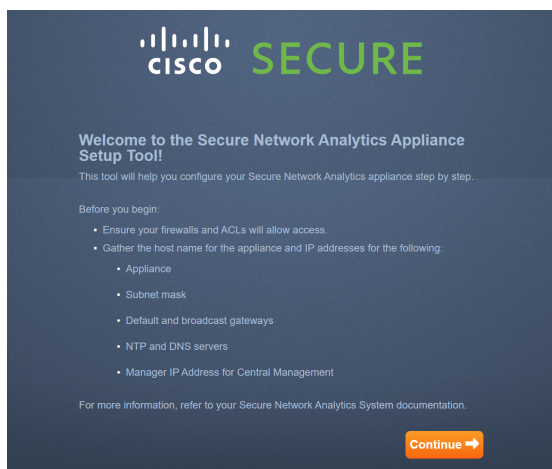 CISCO SECURE
Welcome to the Secure Network Analytics Appliance
Setup Tool!
This tool will help you configure your Secure Network Analytics appliance step by step.
Before you begin:
• Ensure your firewalls and ACLs will allow access.
• Gather the host name for the appliance and IP addresses for the following:
• Appliance
• Subnet mask
• Default and broadcast gateways
• NTP and DNS servers
• Manager IP Address for Central Management
For more information, refer to your Secure Network Analytics System documentation.
Continue